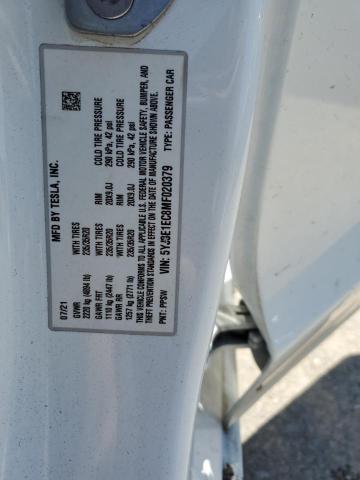 MFD BY TESLA, INC.
07/21
GVWR WITH TIRES RIM COLD TIRE PRESSURE
2220 kg (4894 lb) 235/35R20 20X9.0J 290 kPA, 42 psi
GAWR FRT WITH TIRES RIM COLD TIRE PRESSURE
1110 kg (2447 lb) 235/35R20 20X9.0J 290 kPA, 42 psi
GAWR RR
1257 kg (2771 lb) 235/35R20
THIS VEHICLE CONFORMS TO ALL APPLICABLE U.S. FEDERAL MOTOR VEHICLE SAFETY, BUMPER, AND
THEFT PREVENTION STANDARDS IN EFFECT ON THE DATE OF MANUFACTURE SHOWN ABOVE.
VIN: 5YJ3E1EC8MF020379 TYPE: PASSENGER CAR
PNT: PPSW